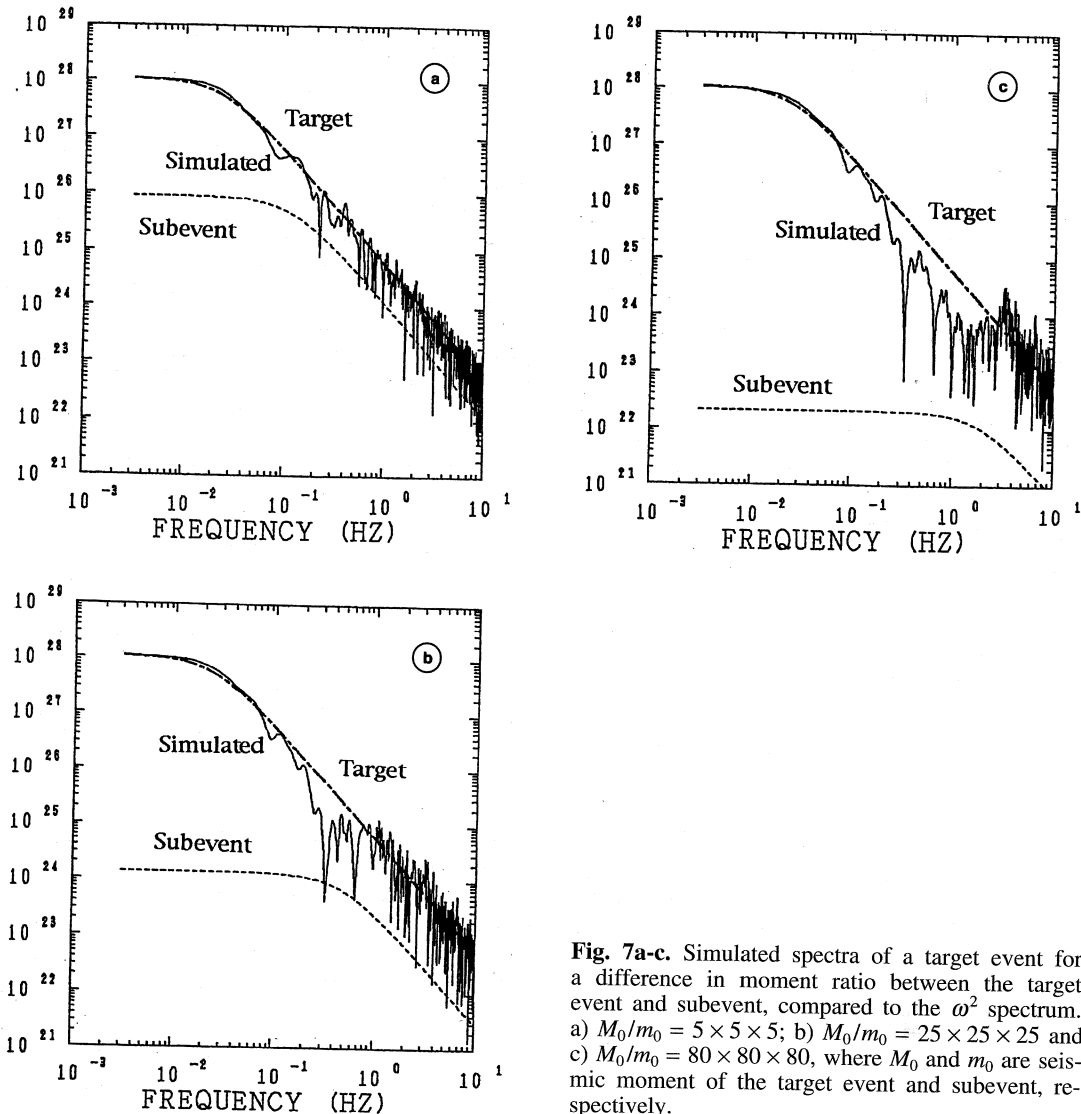 10 29
10 28
10 27
10 26
10 25
10 24
10 23
10 22
10 21
a
Target
Simulated
Subevent
10 -3
10 -2
10 -1
10 0
10 1
FREQUENCY (HZ)
10 29
10 28
10 27
10 26
10 25
10 24
10 23
10 22
10 21
c
Target
Simulated
Subevent
10 -3
10 -2
10 -1
10 0
10 1
FREQUENCY (HZ)
10 29
10 28
10 27
10 26
10 25
10 24
10 23
10 22
10 21
b
Simulated
Target
Subevent
10 -3
10 -2
10 -1
10 0
10 1
FREQUENCY (HZ)
Fig. 7a-c. Simulated spectra of a target event for
a difference in moment ratio between the target
event and subevent, compared to the ω² spectrum.
a) M₀/m₀ = 5 × 5 × 5; b) M₀/m₀ = 25 × 25 × 25 and
c) M₀/m₀ = 80 × 80 × 80, where M₀ and m₀ are seis-
mic moment of the target event and subevent, re-
spectively.